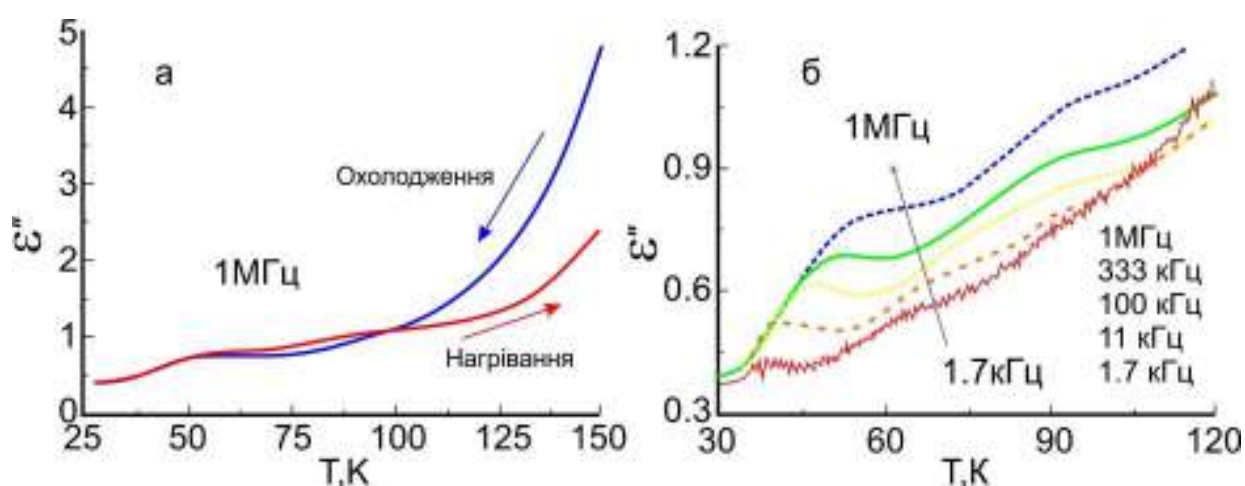 5
4
3
2
1
0
ε"
а
Охолодження
1МГц
Нагрівання
25 50 75 100 125 150
T,K
1.2
0.9
0.6
0.3
ε"
б
1МГц
1.7кГц
1МГц
333 кГц
100 кГц
11 кГц
1.7 кГц
30 60 90 120
T,K